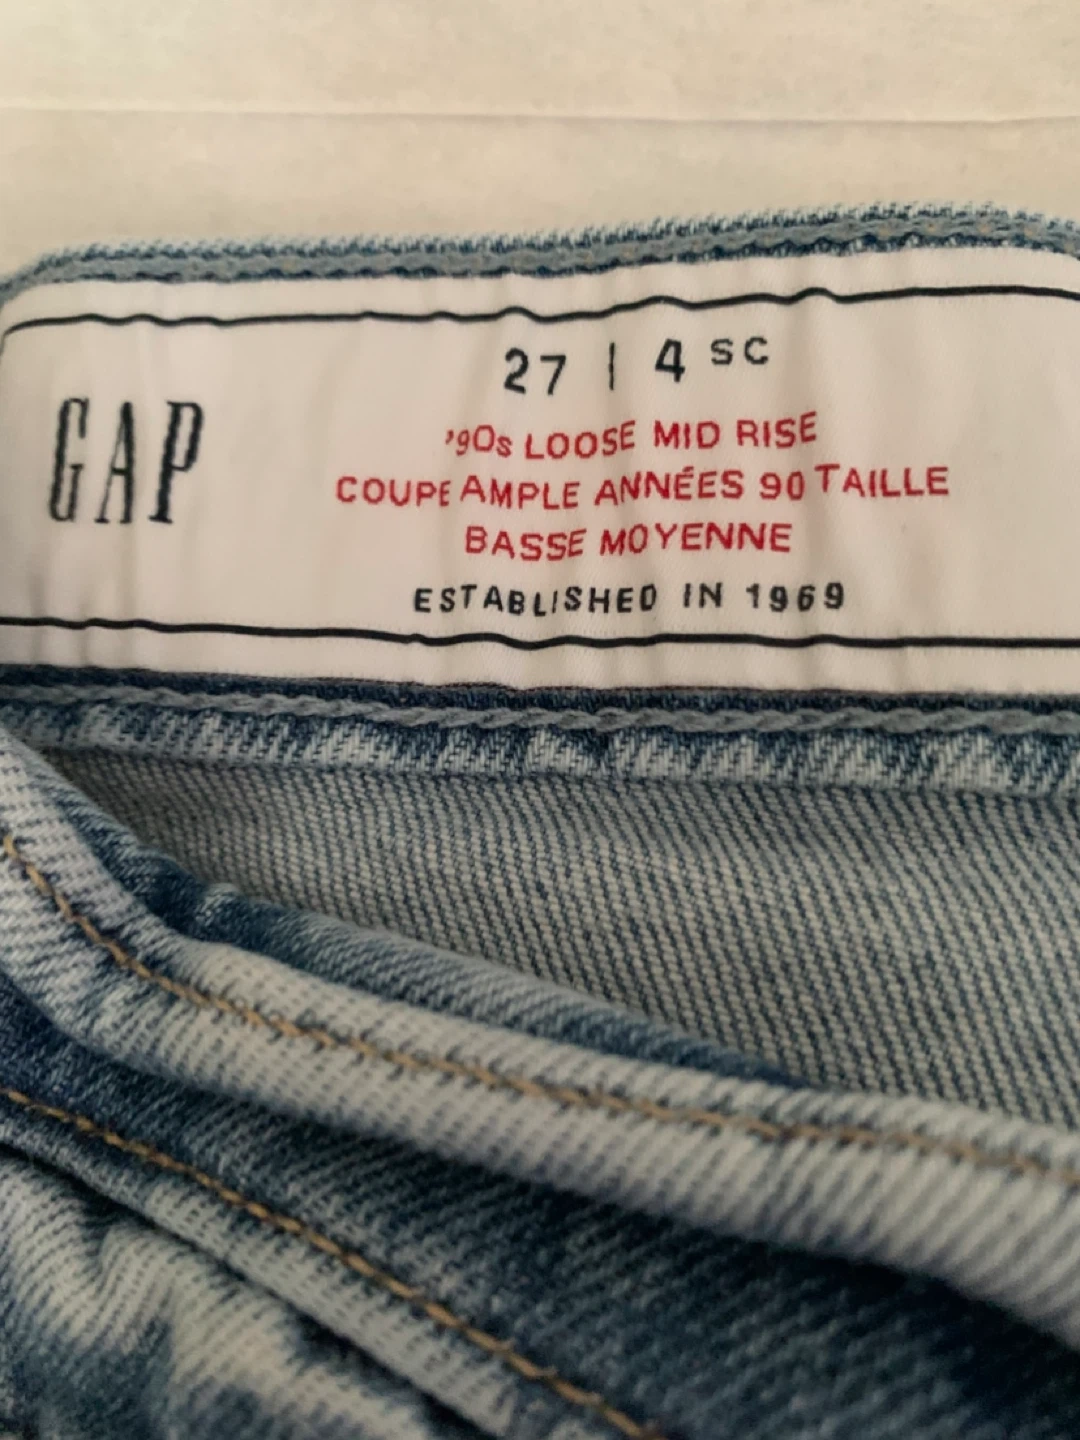 GAP
27 | 4 SC
'90s LOOSE MID RISE
COUPE AMPLE ANNÉES 90 TAILLE
BASSE MOYENNE
ESTABLISHED IN 1969